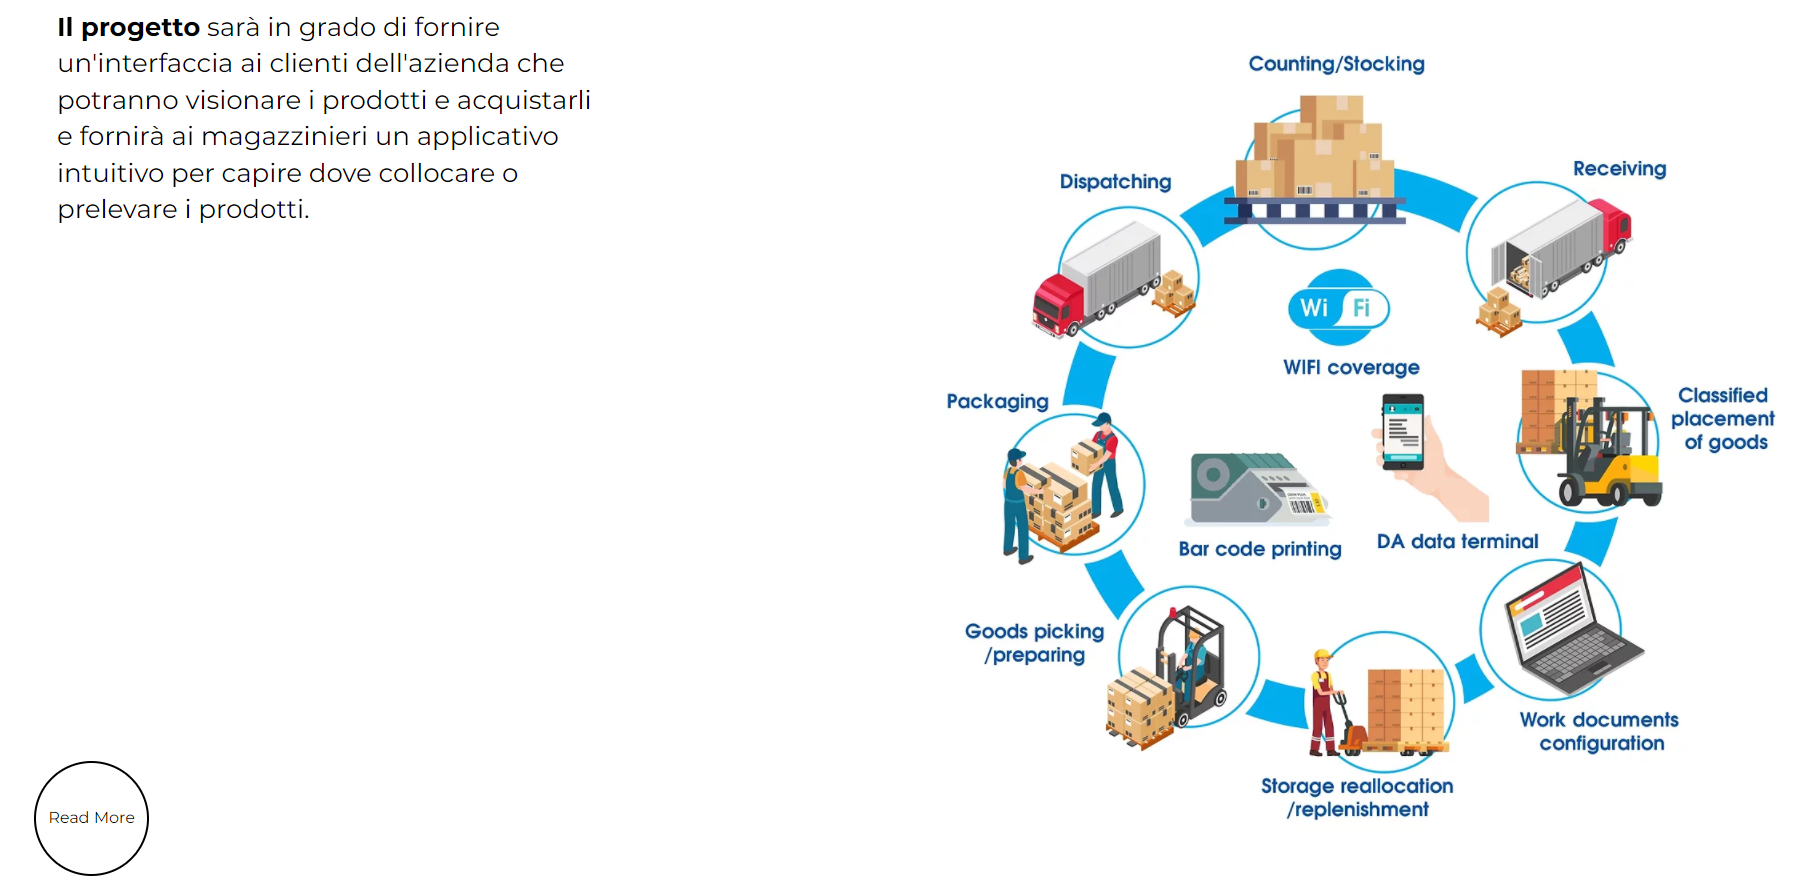 Il progetto sarà in grado di fornire
un'interfaccia ai clienti dell'azienda che
potranno visionare i prodotti e acquistarli
e fornirà ai magazzinieri un applicativo
intuitivo per capire dove collocare o
prelevare i prodotti.
Read More
Counting/Stocking
Receiving
Dispatching
Wi Fi
WIFI coverage
Classified
placement
of goods
Packaging
Bar code printing
DA data terminal
Goods picking
/preparing
Work documents
configuration
Storage reallocation
/replenishment